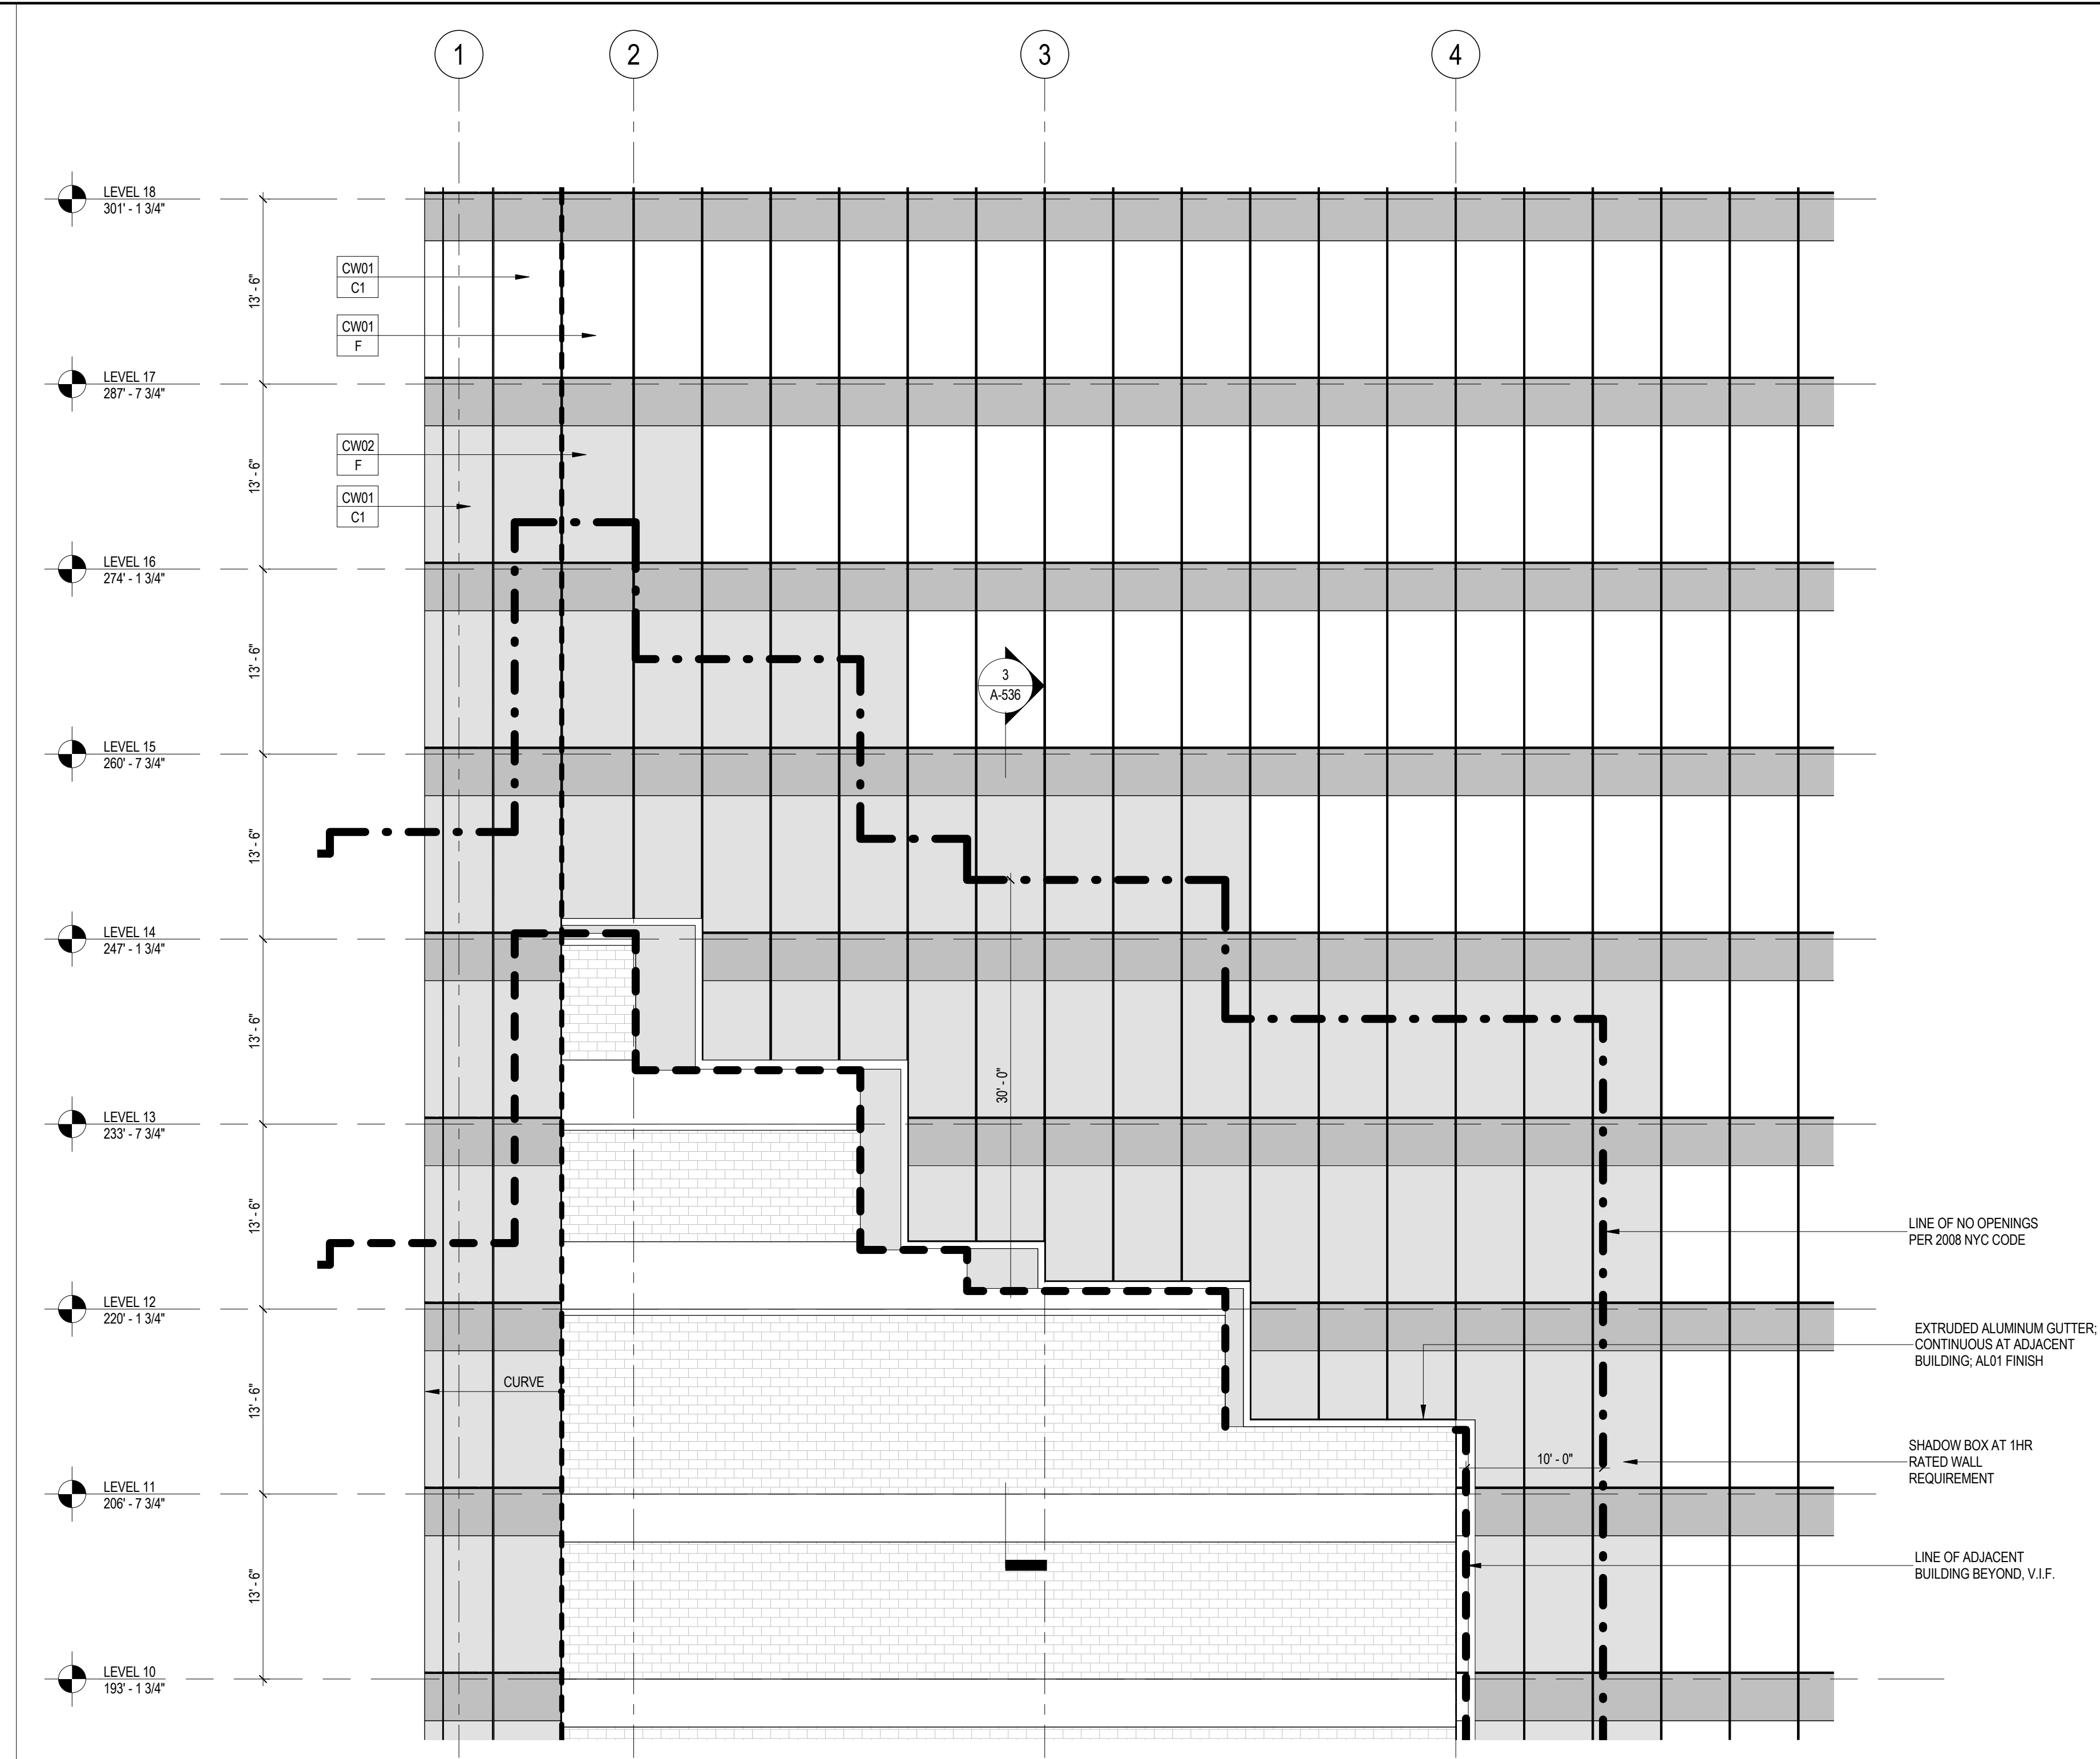 1
2
3
4
LEVEL 18
301' - 1 3/4"
13' - 6"
CW01
C1
CW01
F
LEVEL 17
287' - 7 3/4"
13' - 6"
CW02
F
CW01
C1
LEVEL 16
274' - 1 3/4"
13' - 6"
3
A-536
LEVEL 15
260' - 7 3/4"
13' - 6"
LEVEL 14
247' - 1 3/4"
13' - 6"
30' - 0"
LEVEL 13
233' - 7 3/4"
13' - 6"
LINE OF NO OPENINGS
PER 2008 NYC CODE
LEVEL 12
220' - 1 3/4"
13' - 6"
CURVE
EXTRUDED ALUMINUM GUTTER;
CONTINUOUS AT ADJACENT
BUILDING; AL01 FINISH
10' - 0"
SHADOW BOX AT 1HR
RATED WALL
REQUIREMENT
LEVEL 11
206' - 7 3/4"
13' - 6"
LINE OF ADJACENT
BUILDING BEYOND, V.I.F.
LEVEL 10
193' - 1 3/4"